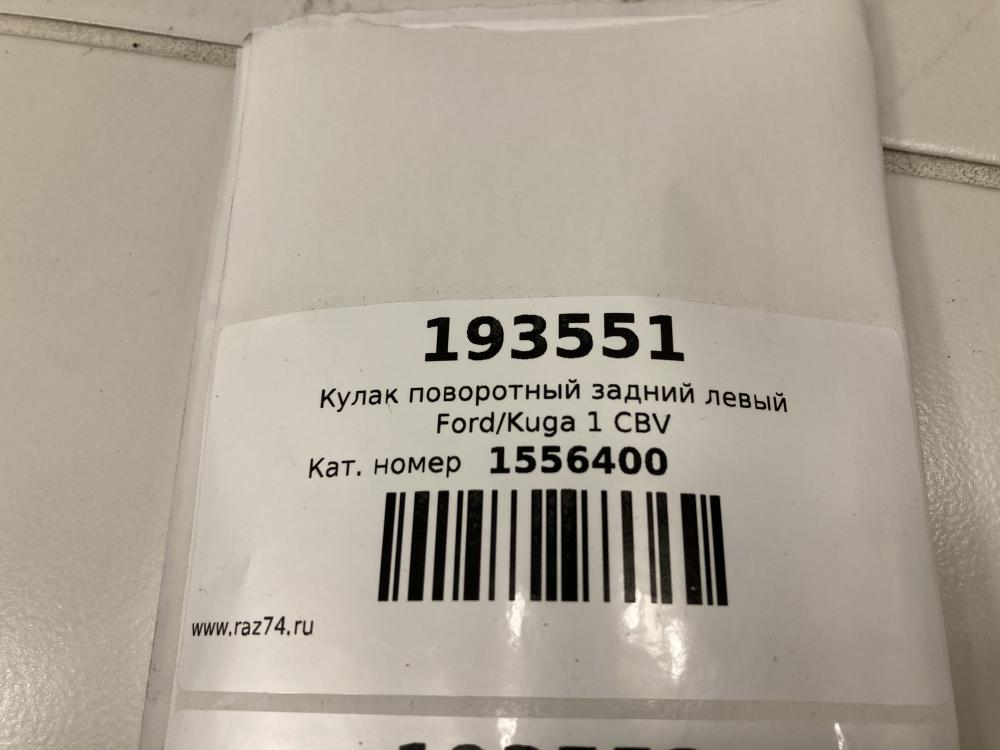 193551
Кулак поворотный задний левый
Ford/Kuga 1 CBV
Кат. номер 1556400
www.raz74.ru